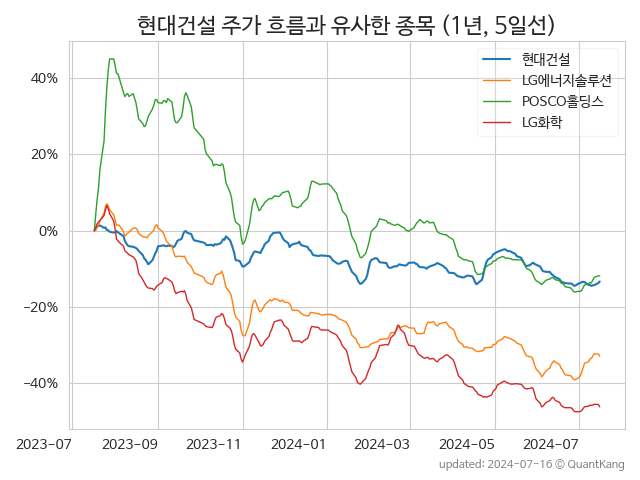 현대건설 주가 흐름과 유사한 종목 (1년, 5일선)
현대건설
LG에너지솔루션
POSCO홀딩스
LG화학
40%
20%
0%
−20%
−40%
2023-07 2023-09 2023-11 2024-01 2024-03 2024-05 2024-07
updated: 2024-07-16 © QuantKang